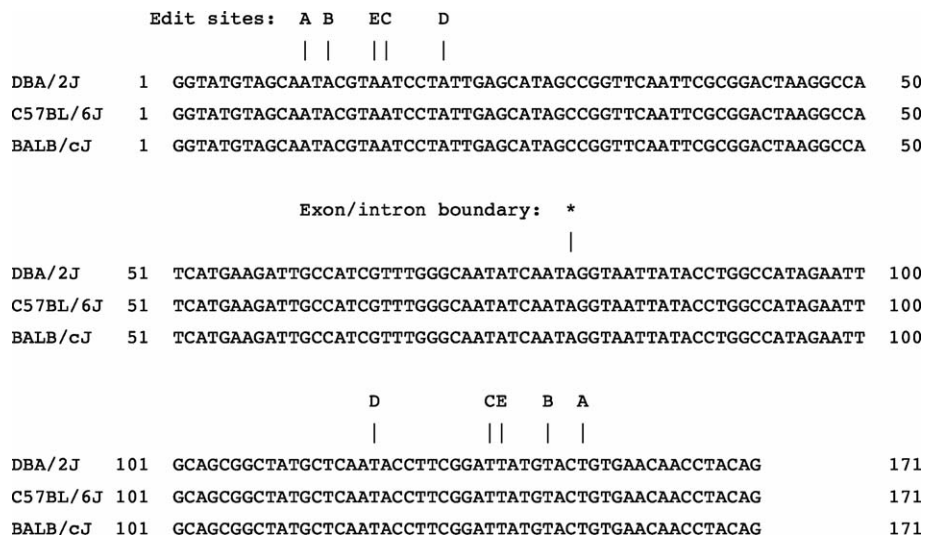 Edit sites: A B EC D
| | || |
DBA/2J 1 GGTATGTAGCAATACGTAATCCTATTGAGCATAGCCGGTTCAATTCGCGGACTAAGGCCA 50
C57BL/6J 1 GGTATGTAGCAATACGTAATCCTATTGAGCATAGCCGGTTCAATTCGCGGACTAAGGCCA 50
BALB/cJ 1 GGTATGTAGCAATACGTAATCCTATTGAGCATAGCCGGTTCAATTCGCGGACTAAGGCCA 50
Exon/intron boundary: *
|
DBA/2J 51 TCATGAAGATTGCCATCGTTTGGGCAATATCAATAGGTAATTATACCTGGCCATAGAATT 100
C57BL/6J 51 TCATGAAGATTGCCATCGTTTGGGCAATATCAATAGGTAATTATACCTGGCCATAGAATT 100
BALB/cJ 51 TCATGAAGATTGCCATCGTTTGGGCAATATCAATAGGTAATTATACCTGGCCATAGAATT 100
D CE B A
| || | |
DBA/2J 101 GCAGCGGCTATGCTCAATACCTTCGGATTATGTACTGTGAACAACCTACAG 171
C57BL/6J 101 GCAGCGGCTATGCTCAATACCTTCGGATTATGTACTGTGAACAACCTACAG 171
BALB/cJ 101 GCAGCGGCTATGCTCAATACCTTCGGATTATGTACTGTGAACAACCTACAG 171